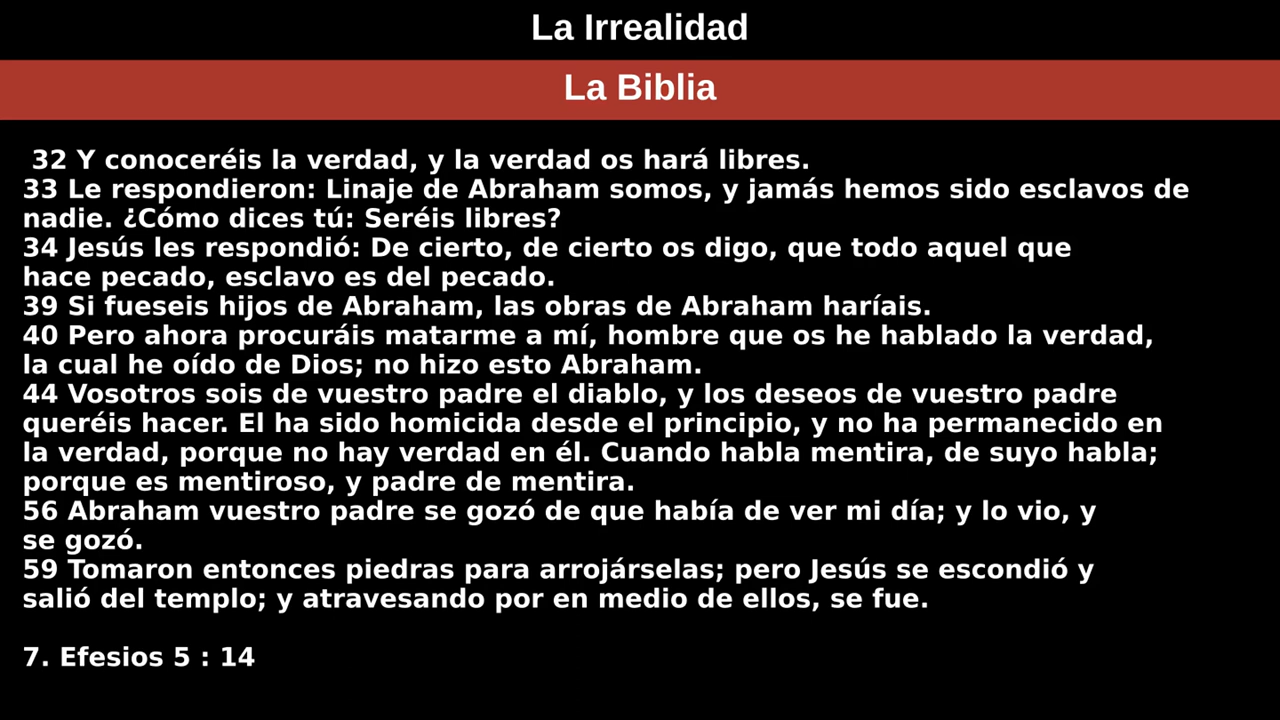 La Irrealidad
La Biblia
32 Y conoceréis la verdad, y la verdad os hará libres.
33 Le respondieron: Linaje de Abraham somos, y jamás hemos sido esclavos de
nadie. ¿Cómo dices tú: Seréis libres?
34 Jesús les respondió: De cierto, de cierto os digo, que todo aquel que
hace pecado, esclavo es del pecado.
39 Si fueseis hijos de Abraham, las obras de Abraham haríais.
40 Pero ahora procuráis matarme a mí, hombre que os he hablado la verdad,
la cual he oído de Dios; no hizo esto Abraham.
44 Vosotros sois de vuestro padre el diablo, y los deseos de vuestro padre
queréis hacer. El ha sido homicida desde el principio, y no ha permanecido en
la verdad, porque no hay verdad en él. Cuando habla mentira, de suyo habla;
porque es mentiroso, y padre de mentira.
56 Abraham vuestro padre se gozó de que había de ver mi día; y lo vio, y
se gozó.
59 Tomaron entonces piedras para arrojárselas; pero Jesús se escondió y
salió del templo; y atravesando por en medio de ellos, se fue.
7. Efesios 5 : 14